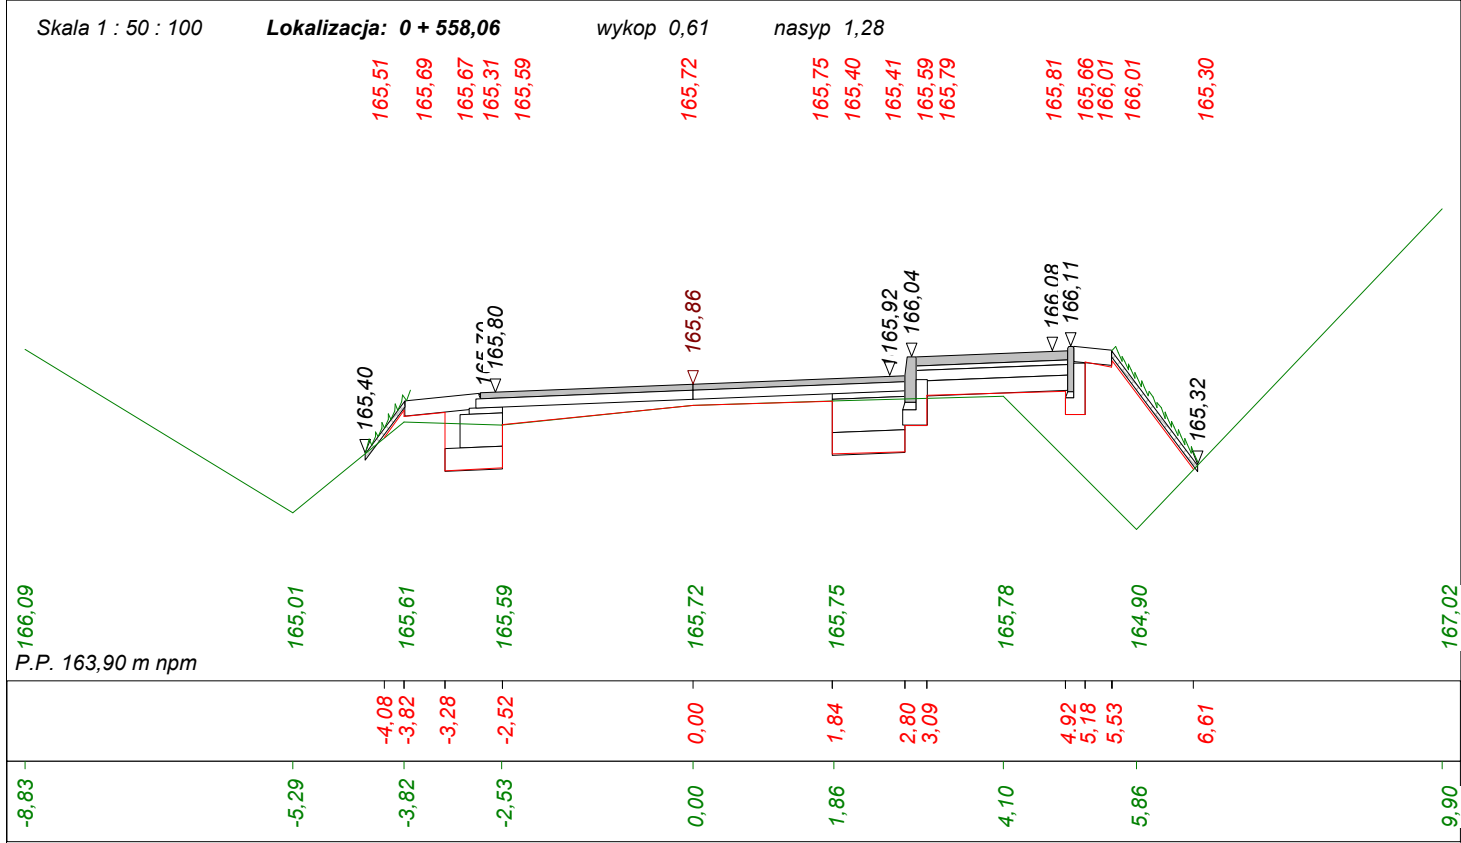 Skala 1 : 50 : 100 Lokalizacja: 0 + 558,06 wykop 0,61 nasyp 1,28
165,51 165,69 165,67 165,31 165,59 165,72 165,75 165,40 165,41 165,59 165,79 165,81 165,66 166,01 166,01 165,30
165,40 165,80 165,86 165,92 166,04 166,08 166,11 165,32
166,09 165,01 165,61 165,59 165,72 165,75 165,78 164,90 167,02
P.P. 163,90 m npm
-4,08 -3,82 -3,28 -2,52 0,00 1,84 2,80 3,09 4,92 5,18 5,53 6,61
-8,83 -5,29 -3,82 -2,53 0,00 1,86 4,10 5,86 9,90